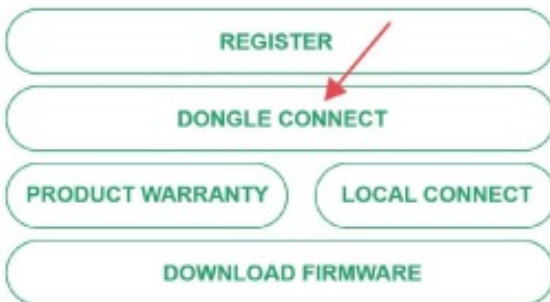 REGISTER
DONGLE CONNECT
PRODUCT WARRANTY
LOCAL CONNECT
DOWNLOAD FIRMWARE